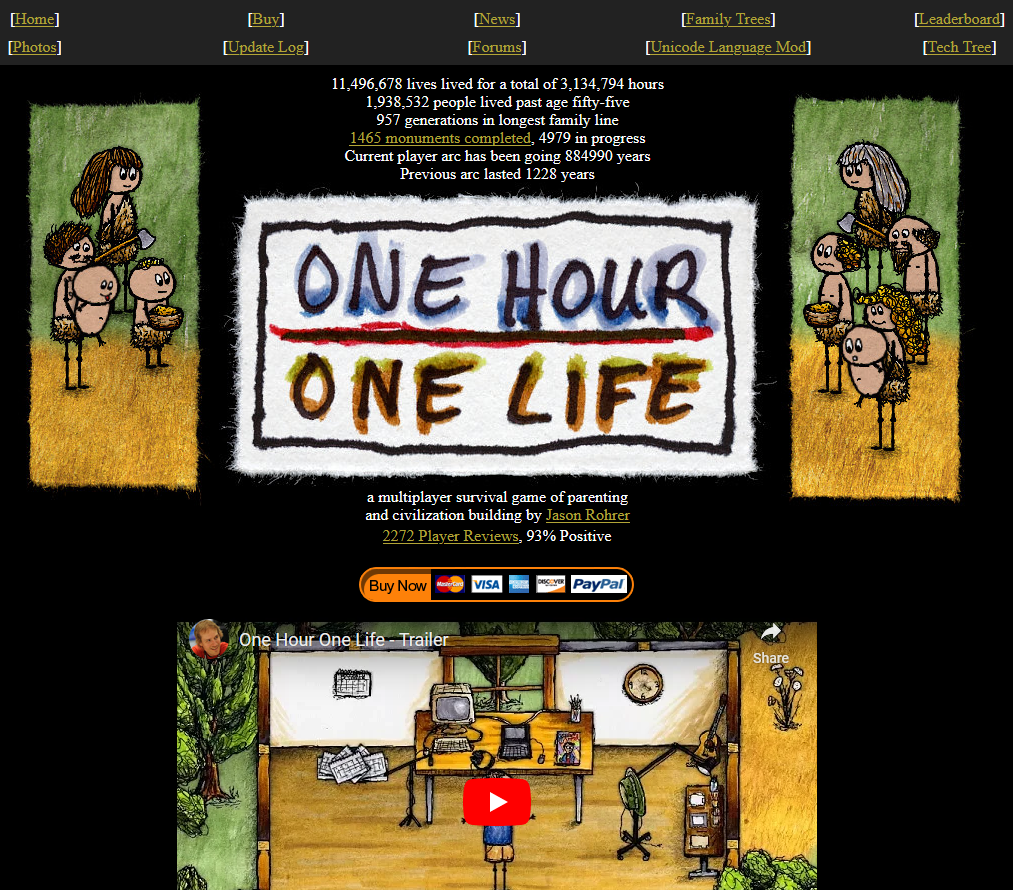 [Home] [Buy] [News] [Family Trees] [Leaderboard]
[Photos] [Update Log] [Forums] [Unicode Language Mod] [Tech Tree]
11,496,678 lives lived for a total of 3,134,794 hours
1,938,532 people lived past age fifty-five
957 generations in longest family line
1465 monuments completed, 4979 in progress
Current player arc has been going 884990 years
Previous arc lasted 1228 years
ONE HOUR
ONE LIFE
a multiplayer survival game of parenting
and civilization building by Jason Rohrer
2272 Player Reviews, 93% Positive
Buy Now MasterCard VISA DISCOVER PayPal
One Hour One Life - Trailer
Share